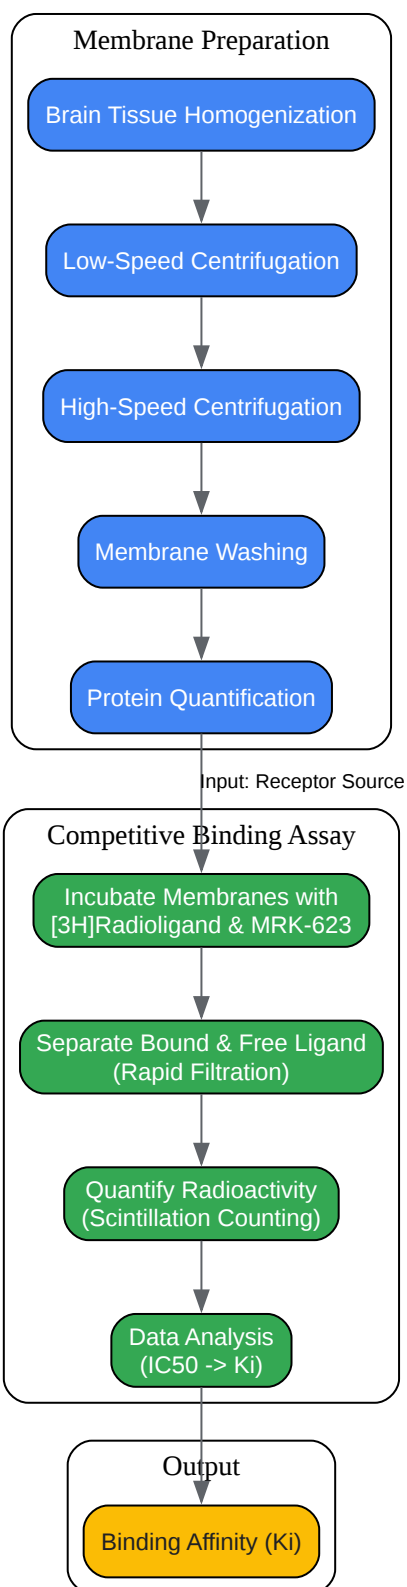 Membrane Preparation
Brain Tissue Homogenization
Low-Speed Centrifugation
High-Speed Centrifugation
Membrane Washing
Protein Quantification
Input: Receptor Source
Competitive Binding Assay
Incubate Membranes with
[3H]Radioligand & MRK-623
Separate Bound & Free Ligand
(Rapid Filtration)
Quantify Radioactivity
(Scintillation Counting)
Data Analysis
(IC50 -> Ki)
Output
Binding Affinity (Ki)